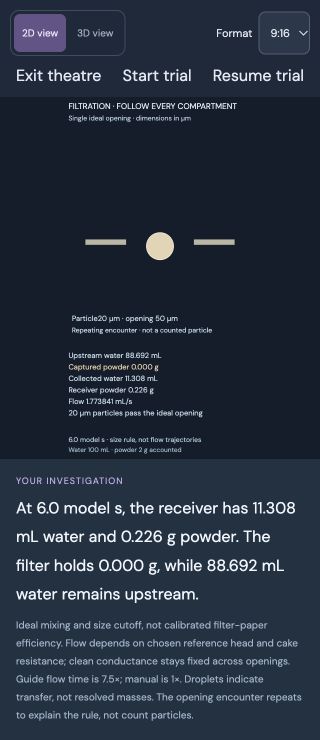 2D view 3D view Format 9:16
Exit theatre Start trial Resume trial
FILTRATION · FOLLOW EVERY COMPARTMENT
Single ideal opening · dimensions in µm
Particle20 µm · opening 50 µm
Repeating encounter · not a counted particle
Upstream water 88.692 mL
Captured powder 0.000 g
Collected water 11.308 mL
Receiver powder 0.226 g
Flow 1.773841 mL/s
20 µm particles pass the ideal opening
6.0 model s · size rule, not flow trajectories
Water 100 mL · powder 2 g accounted
YOUR INVESTIGATION
At 6.0 model s, the receiver has 11.308
mL water and 0.226 g powder. The
filter holds 0.000 g, while 88.692 mL
water remains upstream.
Ideal mixing and size cutoff, not calibrated filter-paper
efficiency. Flow depends on chosen reference head and cake
resistance; clean conductance stays fixed across openings.
Guide flow time is 7.5×; manual is 1×. Droplets indicate
transfer, not resolved masses. The opening encounter repeats
to explain the rule, not count particles.